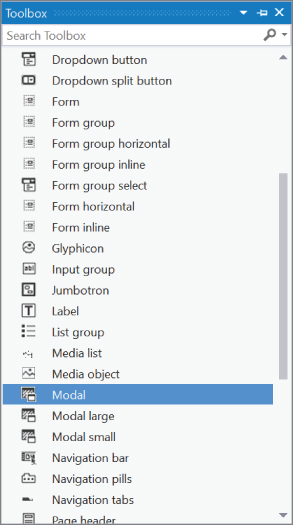 Toolbox
Search Toolbox
Dropdown button
Dropdown split button
Form
Form group
Form group horizontal
Form group inline
Form group select
Form horizontal
Form inline
Glyphicon
Input group
Jumbotron
Label
List group
Media list
Media object
Modal
Modal large
Modal small
Navigation bar
Navigation pills
Navigation tabs
Page header